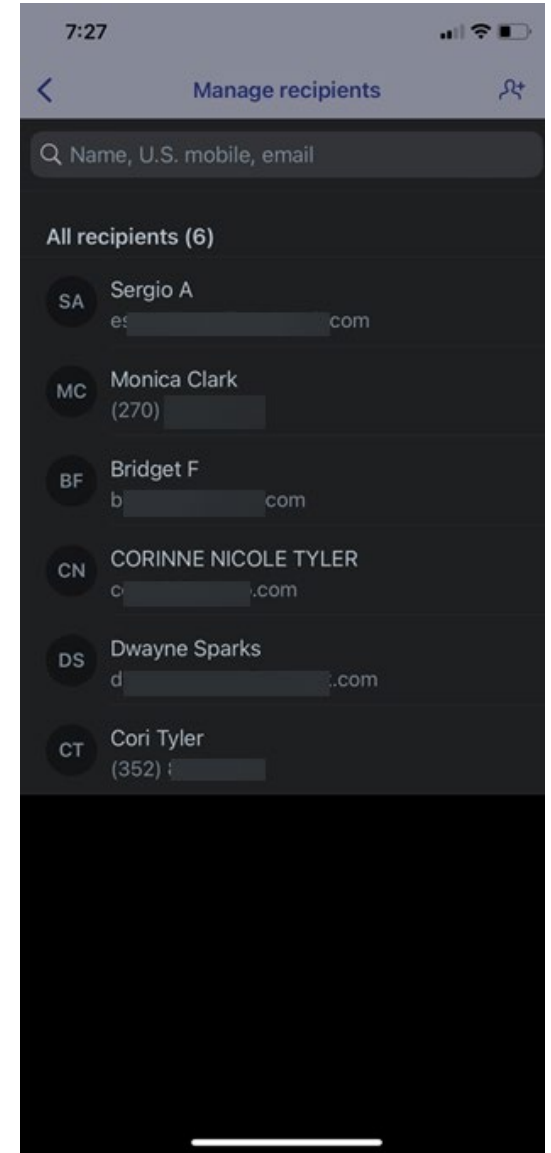 7:27
Manage recipients
Name, U.S. mobile, email
All recipients (6)
SA
Sergio A
com
MC
Monica Clark
(270)
BF
Bridget F
b com
CN
CORINNE NICOLE TYLER
.com
DS
Dwayne Sparks
d .com
CT
Cori Tyler
(352)